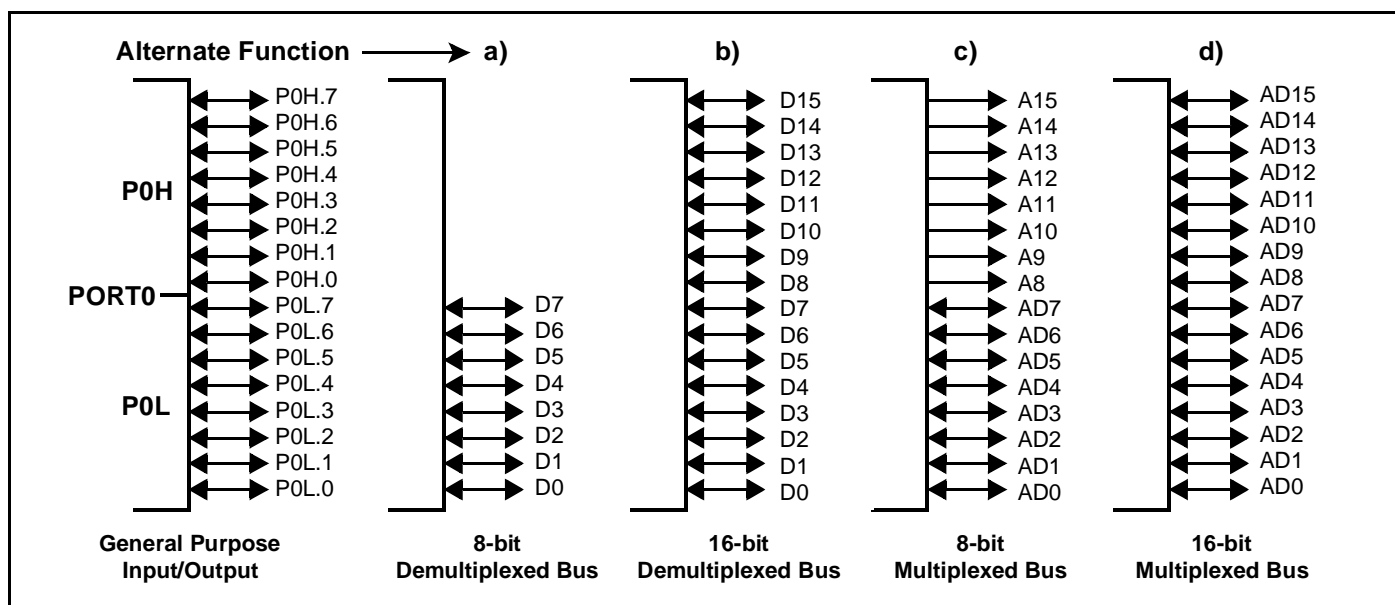 Alternate Function a) b) c) d)
P0H.7 D15 A15 AD15
P0H.6 D14 A14 AD14
P0H.5 D13 A13 AD13
P0H.4 D12 A12 AD12
P0H
P0H.3 D11 A11 AD11
P0H.2 D10 A10 AD10
P0H.1 D9 A9 AD9
P0H.0 D8 A8 AD8
PORT0
P0L.7 D7 D7 AD7 AD7
P0L.6 D6 D6 AD6 AD6
P0L.5 D5 D5 AD5 AD5
P0L.4 D4 D4 AD4 AD4
P0L
P0L.3 D3 D3 AD3 AD3
P0L.2 D2 D2 AD2 AD2
P0L.1 D1 D1 AD1 AD1
P0L.0 D0 D0 AD0 AD0
General Purpose 8-bit 16-bit 8-bit 16-bit
Input/Output Demultiplexed Bus Demultiplexed Bus Multiplexed Bus Multiplexed Bus